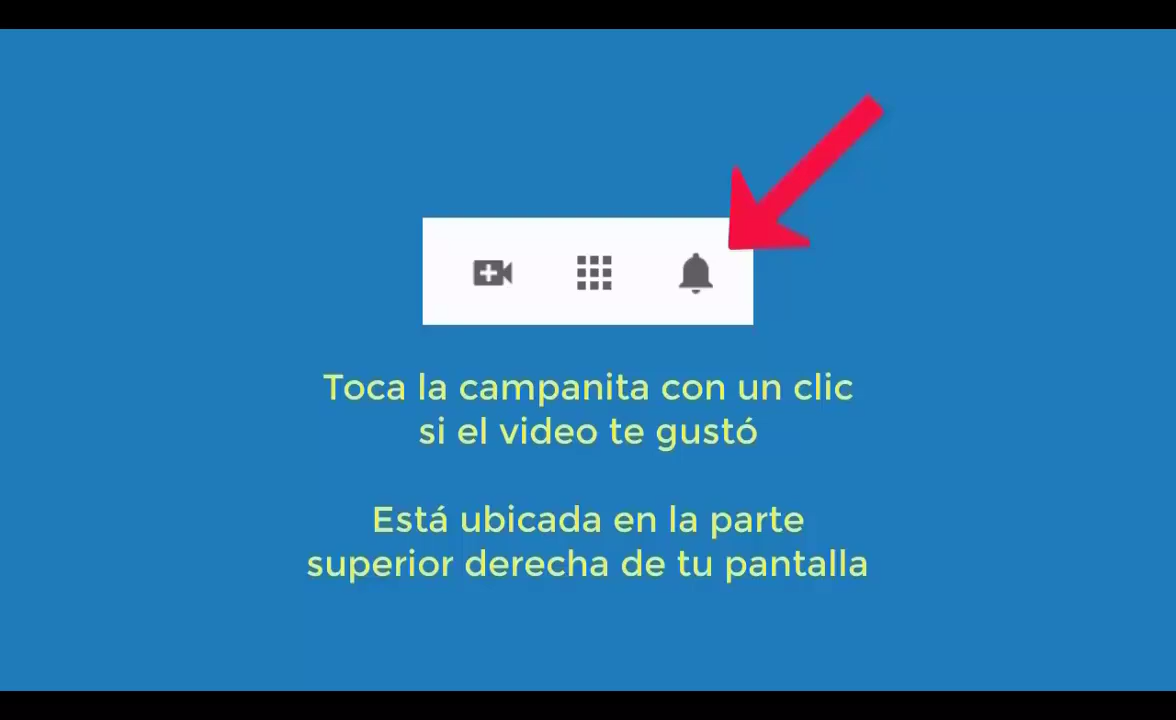 Toca la campanita con un clic
si el video te gustó
Está ubicada en la parte
superior derecha de tu pantalla